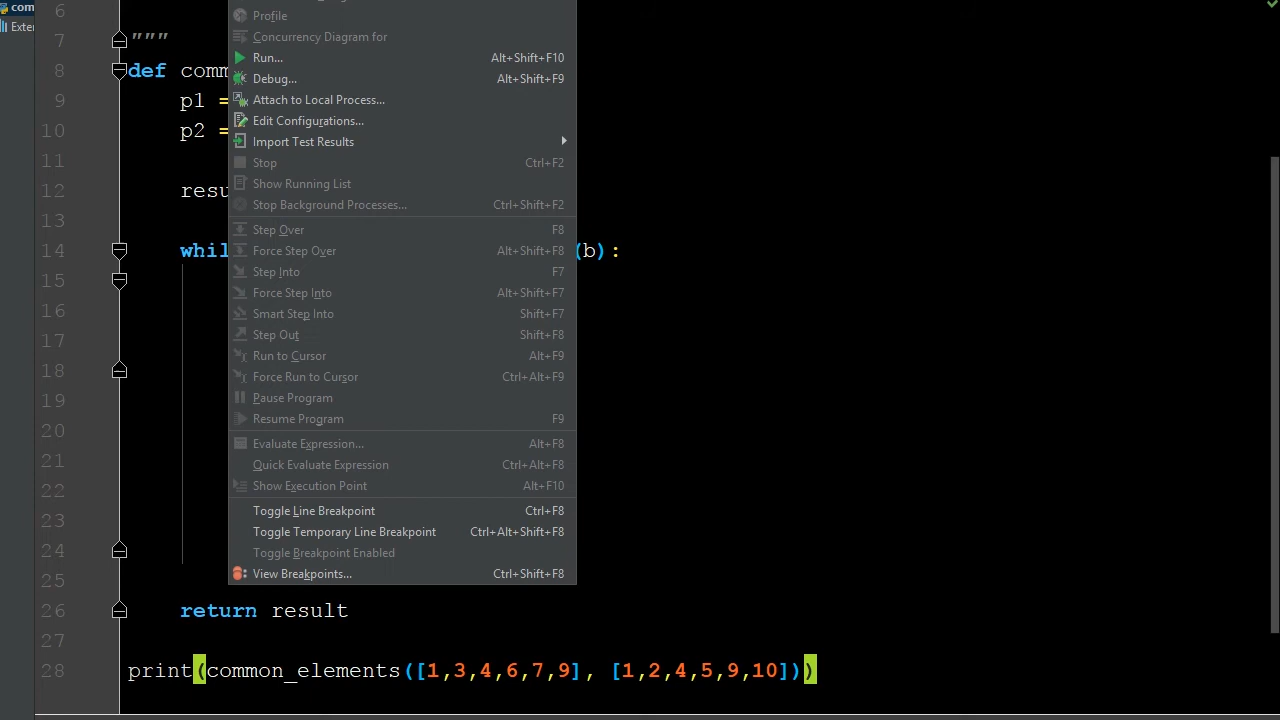 com
Exter
6
7 """
8 def comm
9 p1 =
10 p2 =
11
12 resu
13
14 whil (b):
15
16
17
18
19
20
21
22
23
24
25
26 return result
27
28 print(common_elements([1,3,4,6,7,9], [1,2,4,5,9,10]))
Profile
Concurrency Diagram for
Run... Alt+Shift+F10
Debug... Alt+Shift+F9
Attach to Local Process...
Edit Configurations...
Import Test Results
Stop Ctrl+F2
Show Running List
Stop Background Processes... Ctrl+Shift+F2
Step Over F8
Force Step Over Alt+Shift+F8
Step Into F7
Force Step Into Alt+Shift+F7
Smart Step Into Shift+F7
Step Out Shift+F8
Run to Cursor Alt+F9
Force Run to Cursor Ctrl+Alt+F9
Pause Program
Resume Program F9
Evaluate Expression... Alt+F8
Quick Evaluate Expression Ctrl+Alt+F8
Show Execution Point Alt+F10
Toggle Line Breakpoint Ctrl+F8
Toggle Temporary Line Breakpoint Ctrl+Alt+Shift+F8
Toggle Breakpoint Enabled
View Breakpoints... Ctrl+Shift+F8